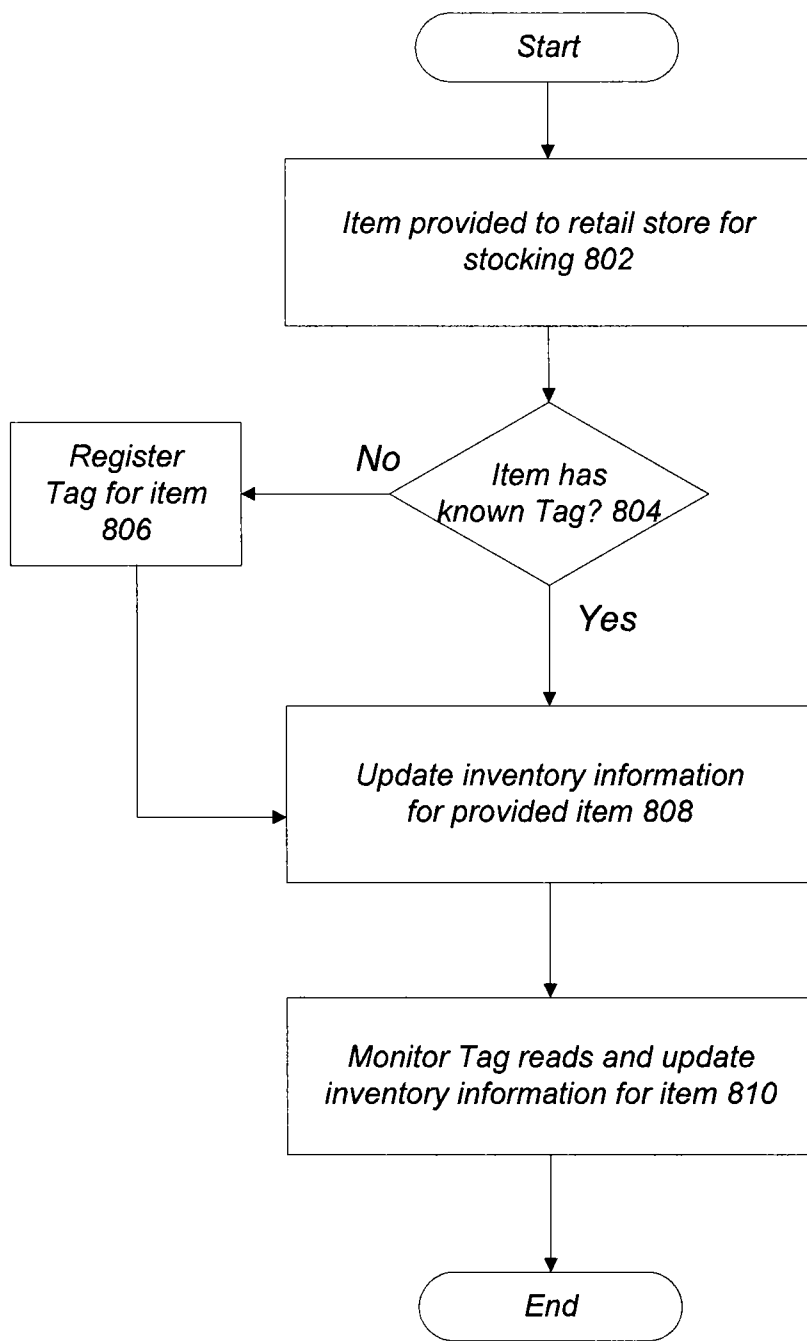 Start
Item provided to retail store for
stocking 802
Register
Tag for item
806
No
Item has
known Tag? 804
Yes
Update inventory information
for provided item 808
Monitor Tag reads and update
inventory information for item 810
End